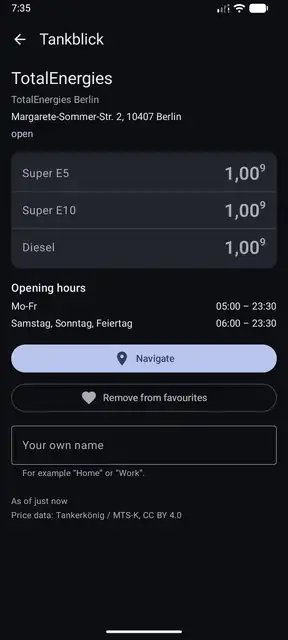 7:35
Tankblick
TotalEnergies
TotalEnergies Berlin
Margarete-Sommer-Str. 2, 10407 Berlin
open
Super E5 1,00⁹
Super E10 1,00⁹
Diesel 1,00⁹
Opening hours
Mo-Fr 05:00 – 23:30
Samstag, Sonntag, Feiertag 06:00 – 23:30
Navigate
Remove from favourites
Your own name
For example “Home” or “Work”.
As of just now
Price data: Tankerkönig / MTS-K, CC BY 4.0